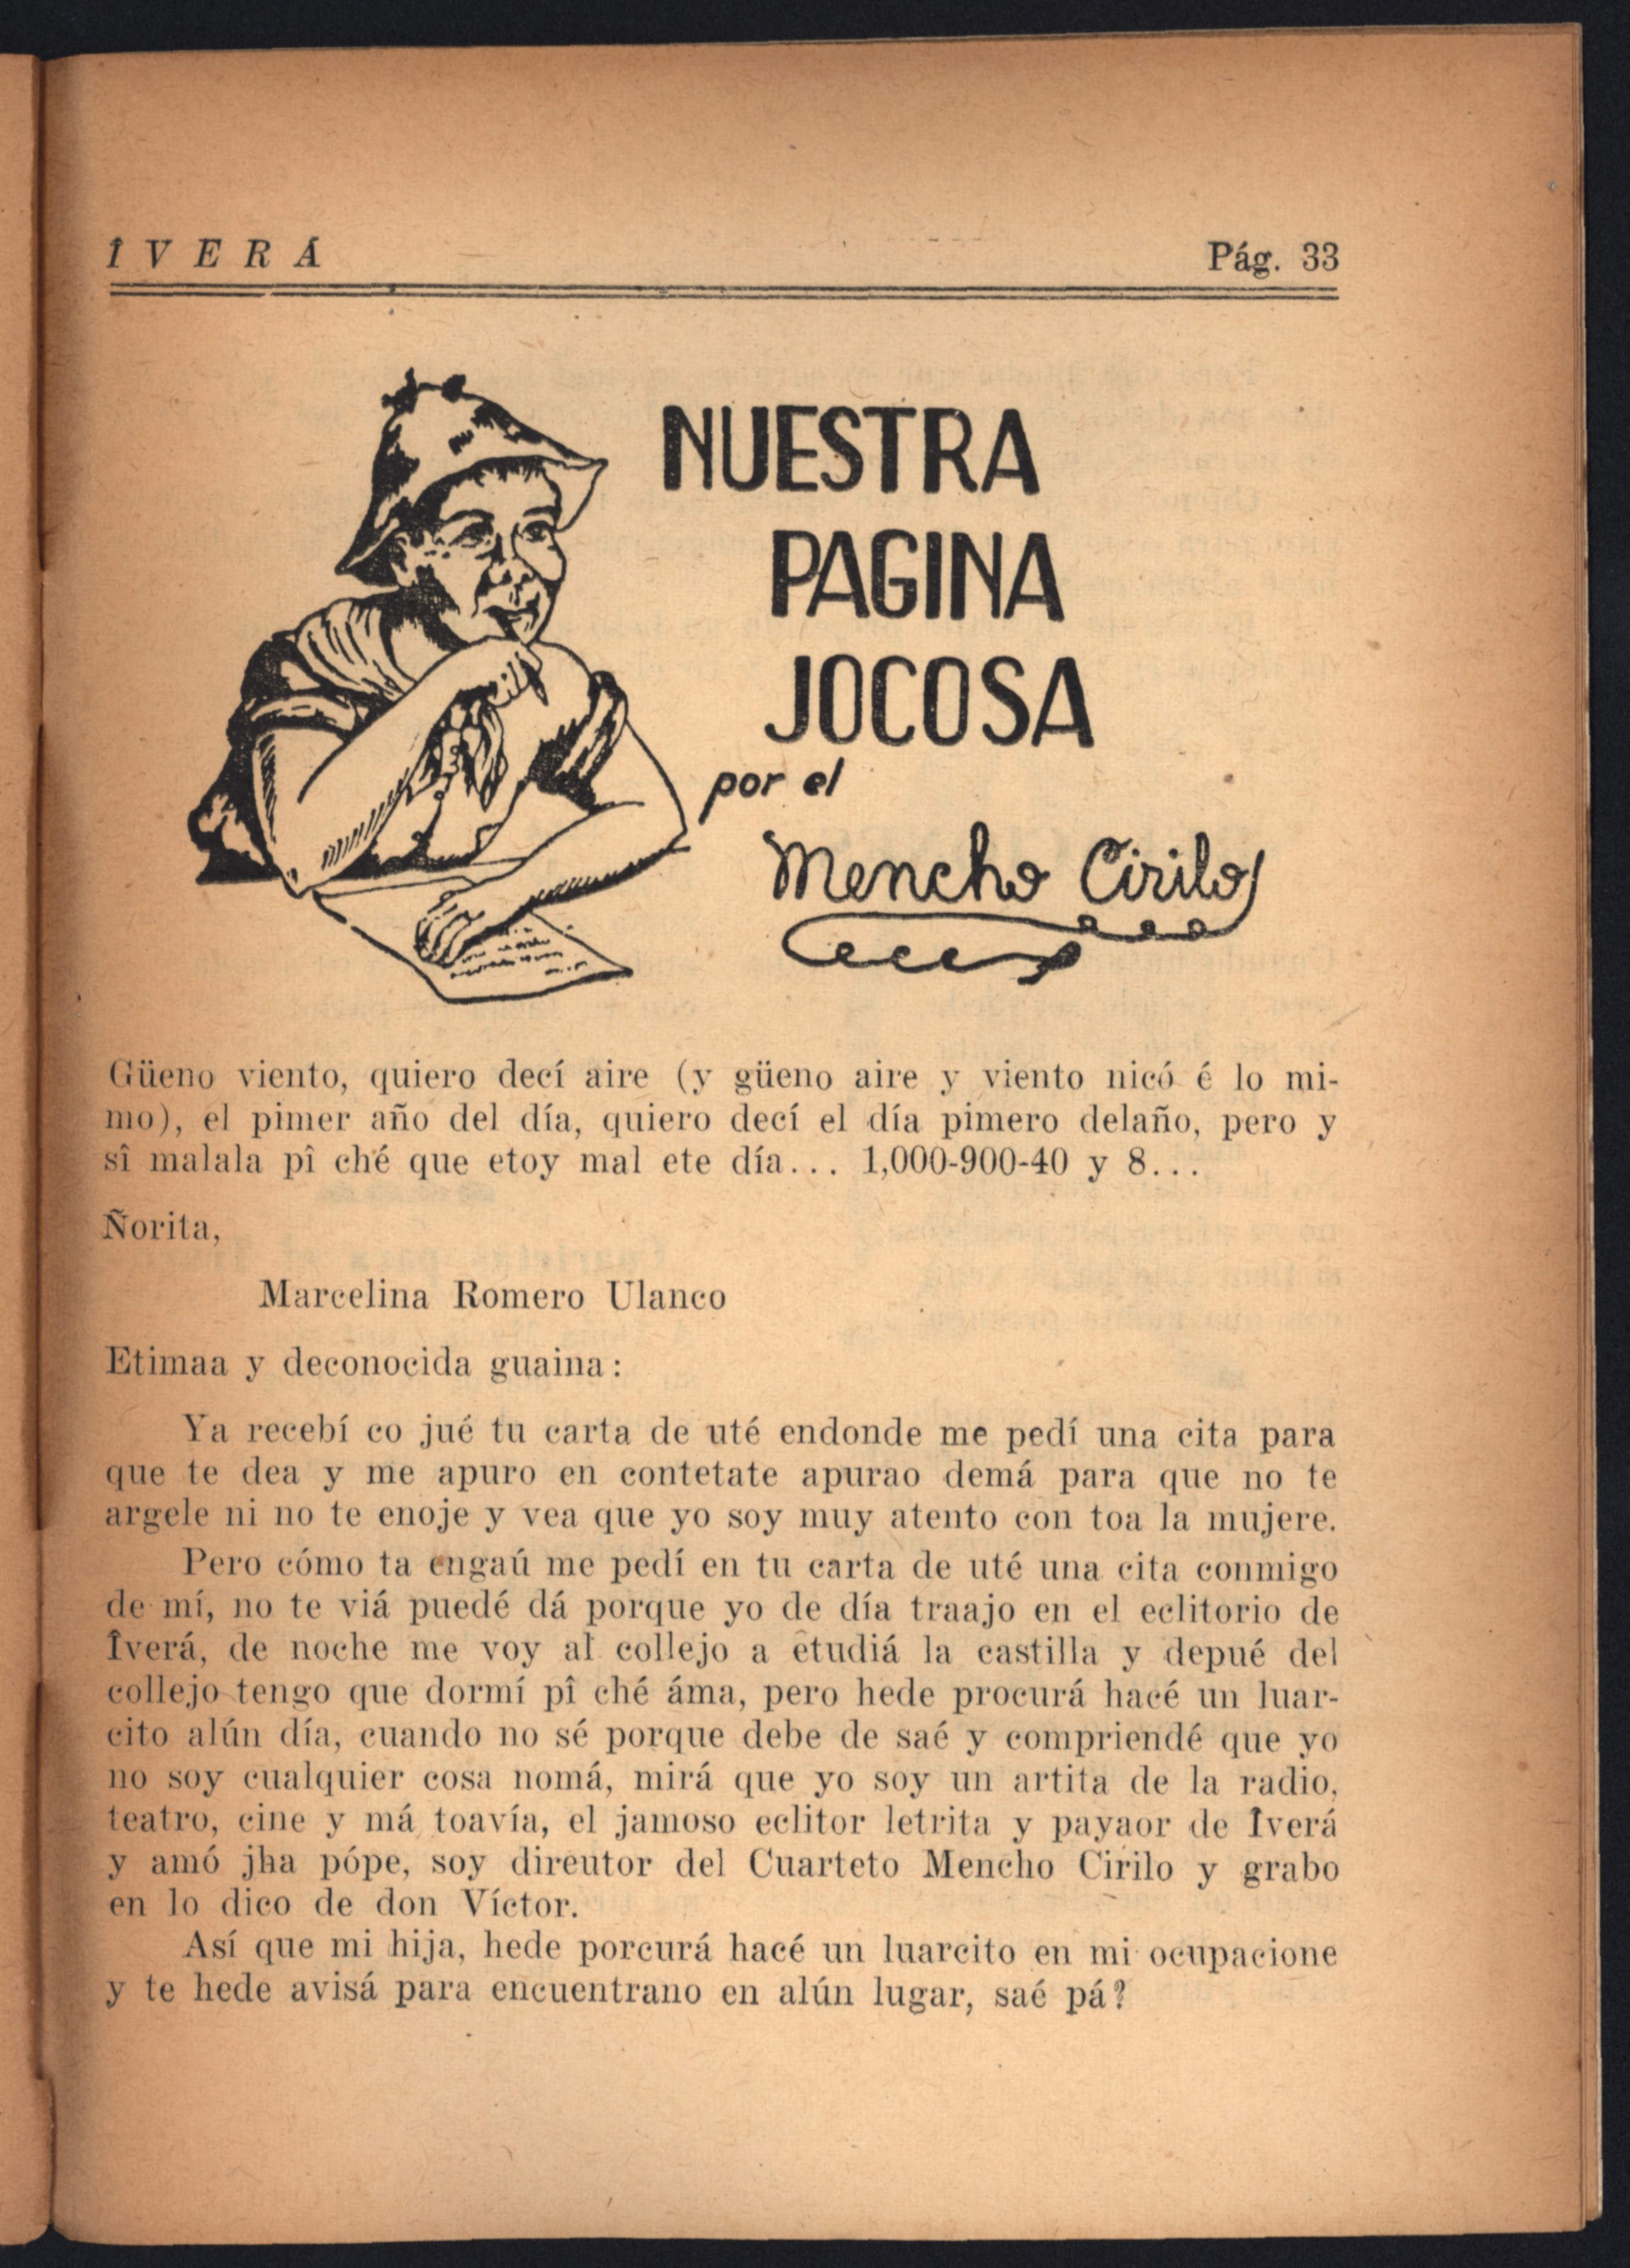 ÎVERÁ
Pág. 33
NUESTRA
PAGINA
JOCOSA
por el
Mencho Cirilo
Güeno viento, quiero decí aire (y güeno aire y viento nicó é lo mi-
mo), el pimer año del día, quiero decí el día pimero delaño, pero y
sî malala pî ché que etoy mal ete día... 1,000-900-40 y 8...
Ñorita,
Marcelina Romero Ulanco
Etimaa y deconocida guaina:
Ya recebí co jué tu carta de uté endonde me pedí una cita para
que te dea y me apuro en contetate apurao demá para que no te
argele ni no te enoje y vea que yo soy muy atento con toa la mujere.
Pero cómo ta engaú me pedí en tu carta de uté una cita conmigo
de mí, no te viá puedé dá porque yo de día traajo en el eclitorio de
Îverá, de noche me voy al collejo a etudiá la castilla y depué del
collejo tengo que dormí pî ché áma, pero hede procurá hacé un luar-
cito alún día, cuando no sé porque debe de saé y compriendé que yo
no soy cualquier cosa nomá, mirá que yo soy un artita de la radio,
teatro, cine y má toavía, el jamoso eclitor letrita y payaor de Îverá
y amó jha pópe, soy direutor del Cuarteto Mencho Cirilo y grabo
en lo dico de don Víctor.
Así que mi hija, hede porcurá hacé un luarcito en mi ocupacione
y te hede avisá para encuentrano en alún lugar, saé pá?